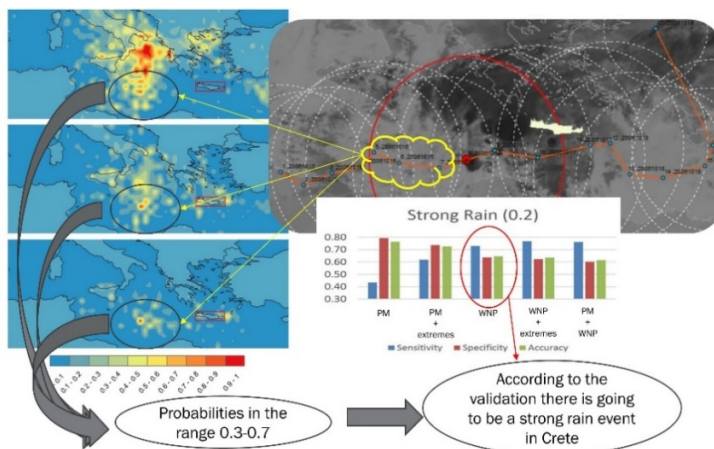 Strong Rain (0.2)
0.80
0.70
0.60
0.50
0.40
0.30
PM
PM
+
extremes
WNP
WNP
+
extremes
PM
+
WNP
Sensitivity Specificity Accuracy
0.1 - 0.2
0.2 - 0.3
0.3 - 0.4
0.4 - 0.5
0.5 - 0.6
0.6 - 0.7
0.7 - 0.8
0.8 - 0.9
0.9 - 1
Probabilities in the
range 0.3-0.7
According to the
validation there is going
to be a strong rain event
in Crete